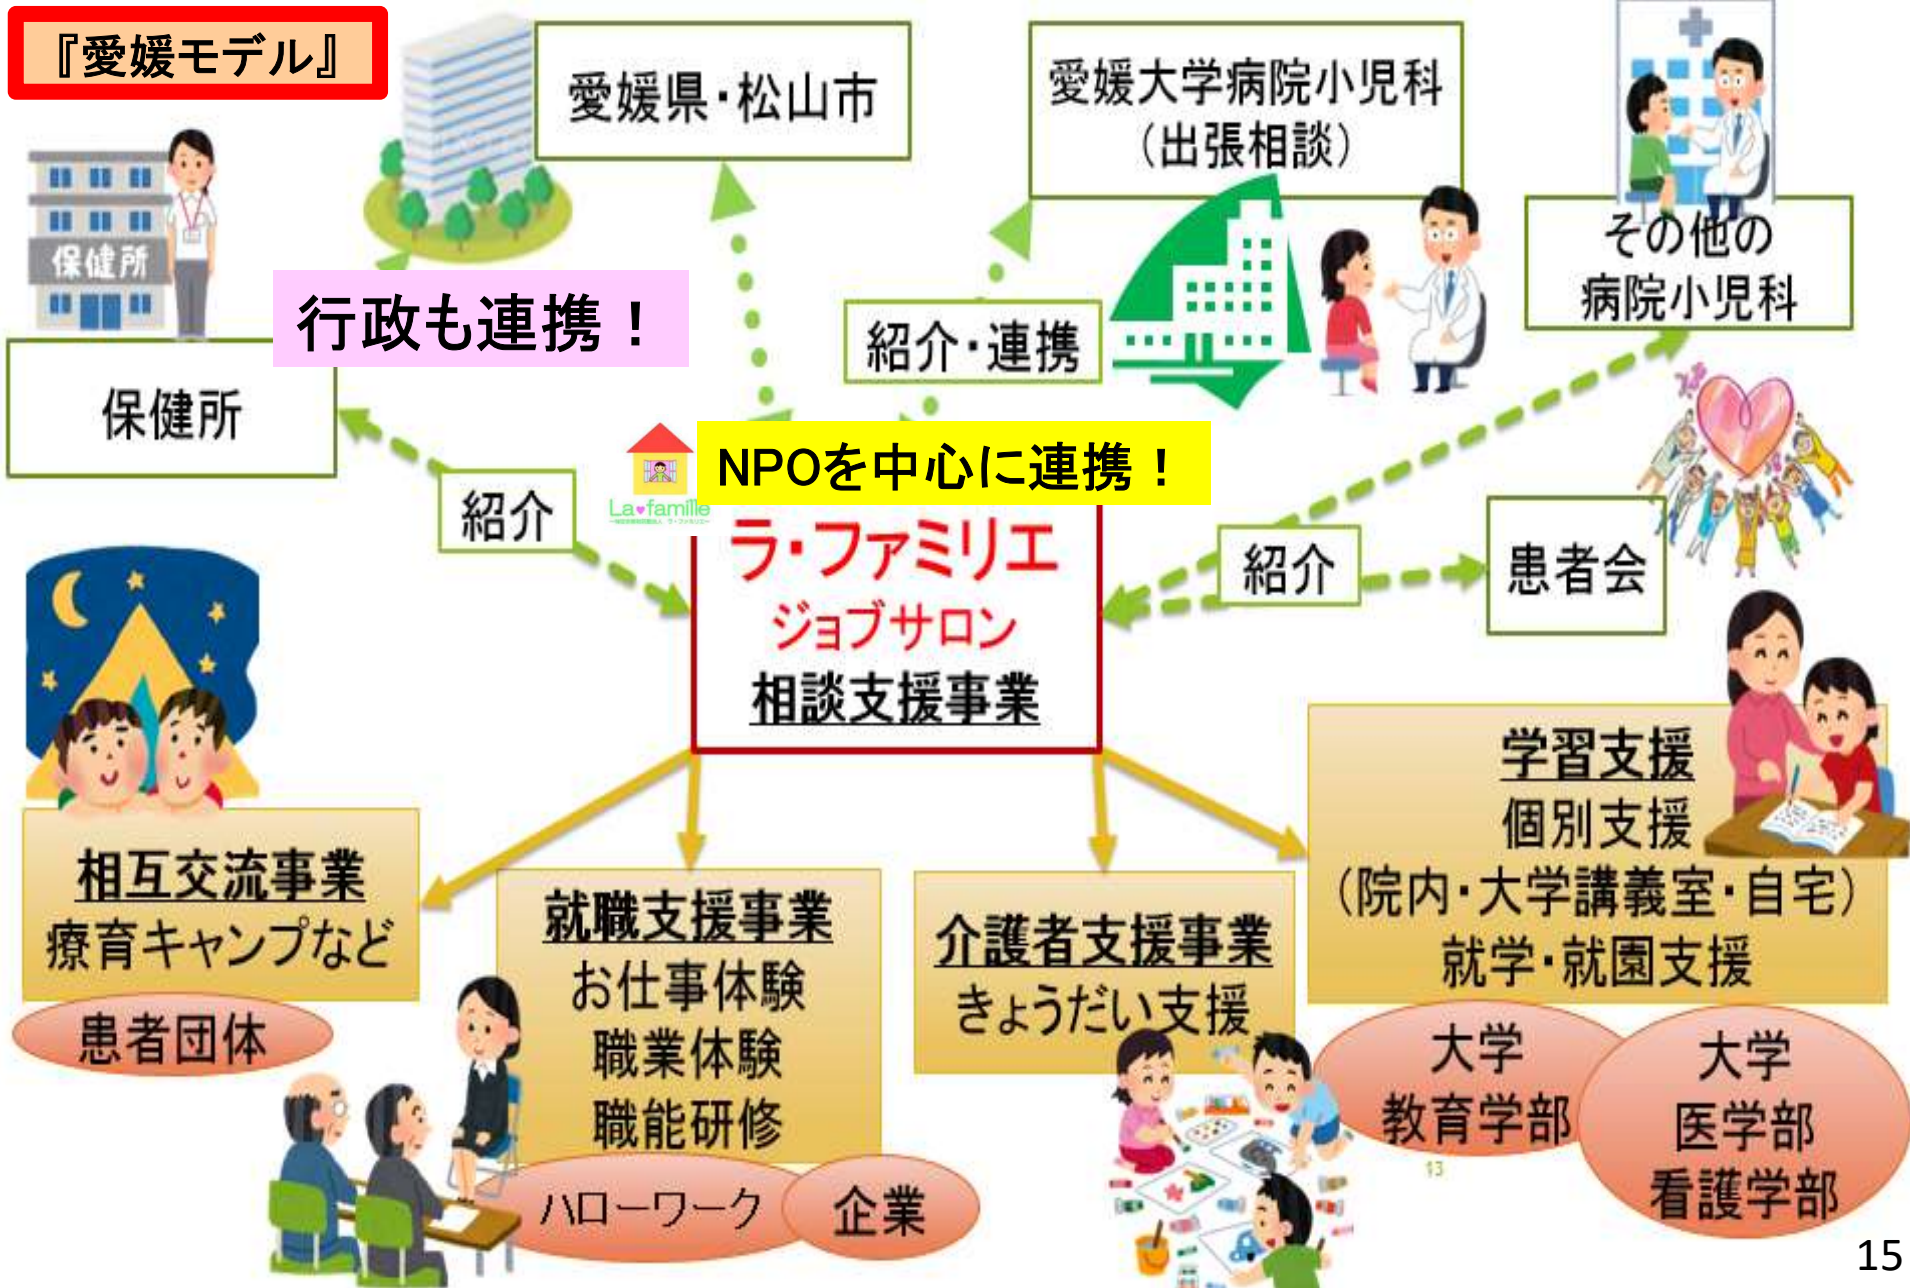 『愛媛モデル』
愛媛県・松山市
愛媛大学病院小児科
（出張相談）
その他の
病院小児科
保健所
行政も連携！
保健所
紹介・連携
NPOを中心に連携！
La♥famille
紹介
ラ・ファミリエ
ジョブサロン
相談支援事業
紹介
患者会
相互交流事業
療育キャンプなど
患者団体
就職支援事業
お仕事体験
職業体験
職能研修
ハローワーク
企業
介護者支援事業
きょうだい支援
学習支援
個別支援
（院内・大学講義室・自宅）
就学・就園支援
大学
教育学部
大学
医学部
看護学部
13
15